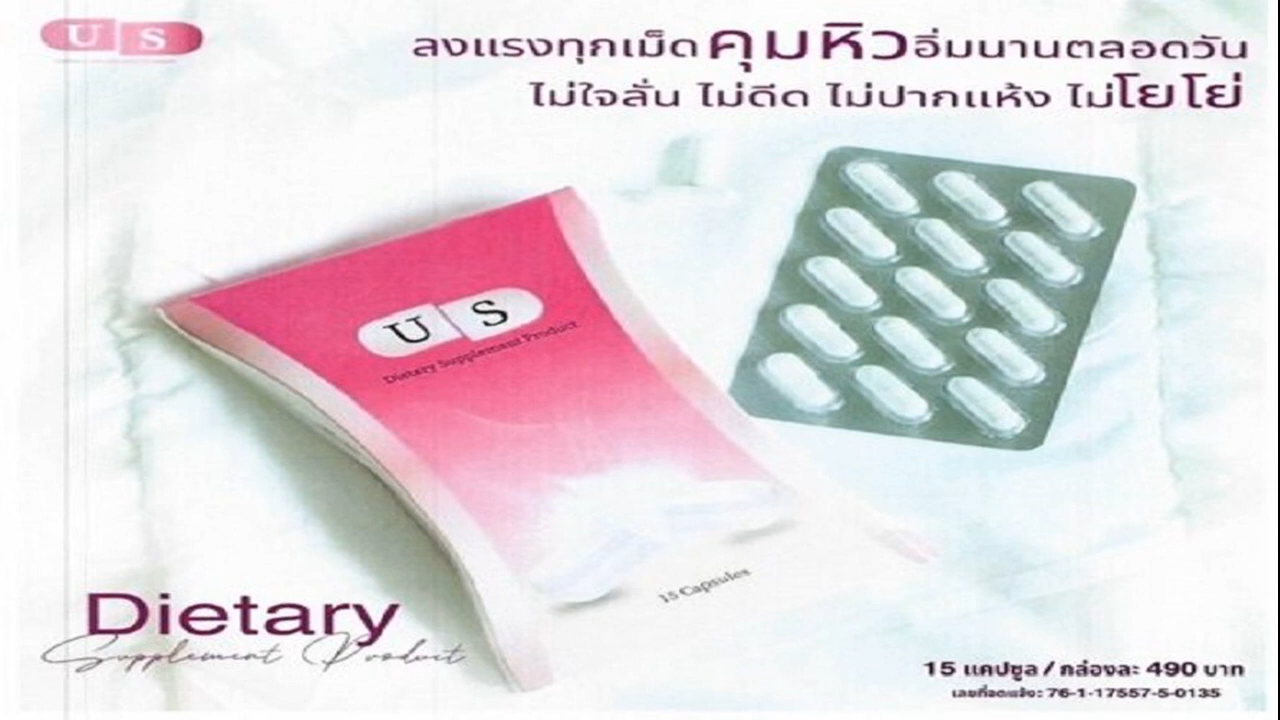 U S
ลงแรงทุกเม็ด คุมหิว อิ่มนานตลอดวัน
ไม่ใจสั่น ไม่ดีด ไม่ปากแห้ง ไม่โยโย่
U S
Dietary Supplement Product
15 Capsules
Dietary
Supplement Product
15 แคปซูล / กล่องละ 490 บาท
เลขที่จดแจ้ง: 76-1-17557-5-0135